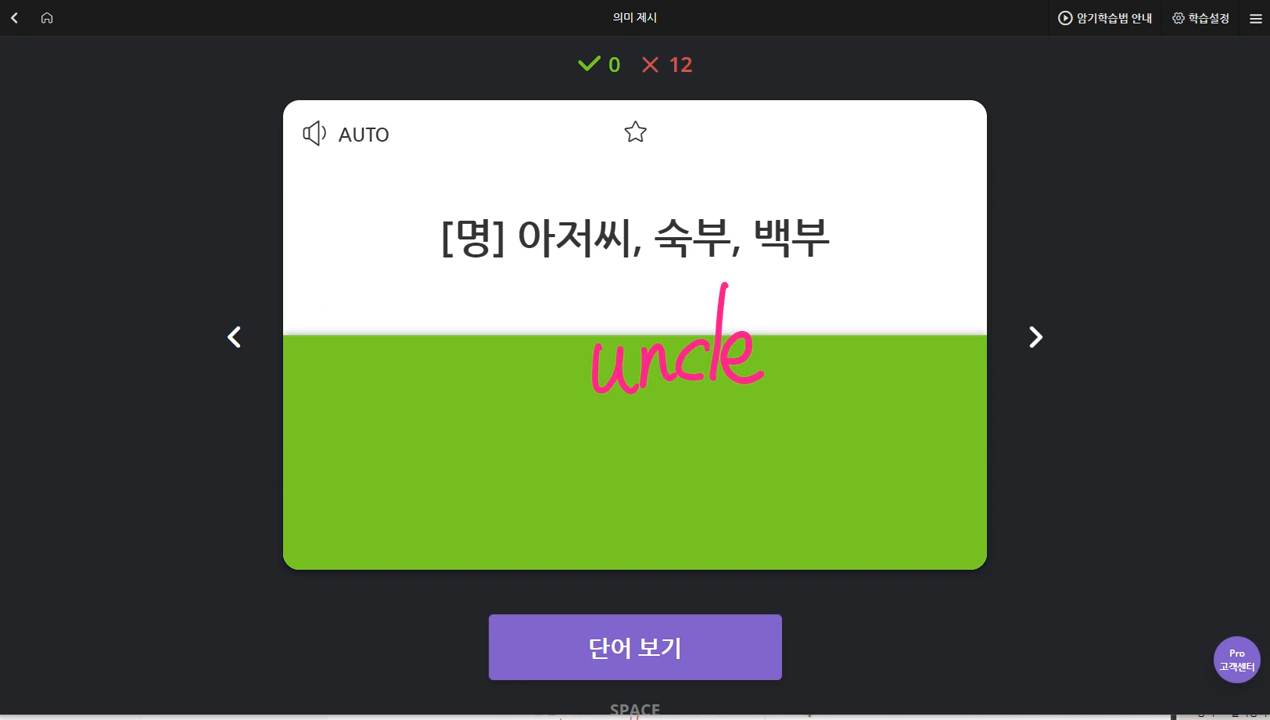 의미 제시
암기학습법 안내
학습설정
0
12
AUTO
[명] 아저씨, 숙부, 백부
uncle
단어 보기
Pro
고객센터
SPACE